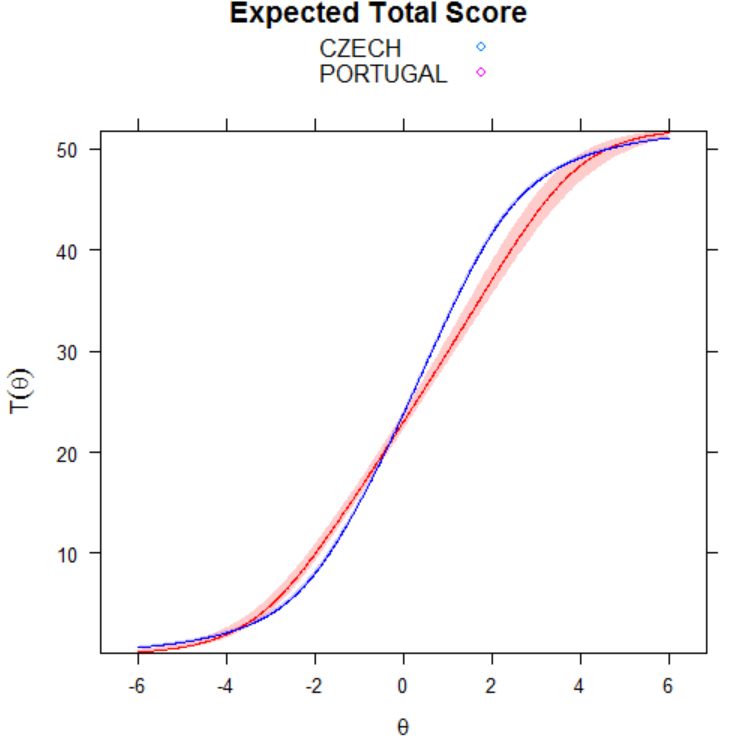 Expected Total Score
CZECH
PORTUGAL
T(θ)
50
40
30
20
10
-6 -4 -2 0 2 4 6
θ